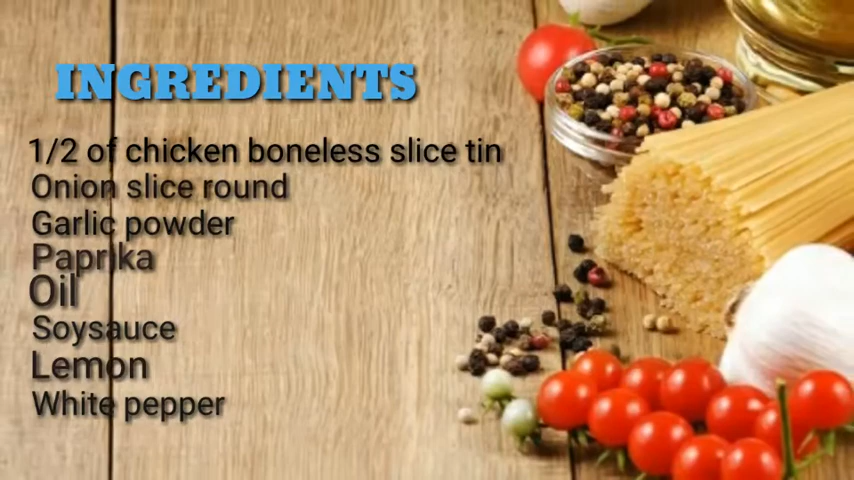 INGREDIENTS
1/2 of chicken boneless slice tin
Onion slice round
Garlic powder
Paprika
Oil
Soysauce
Lemon
White pepper